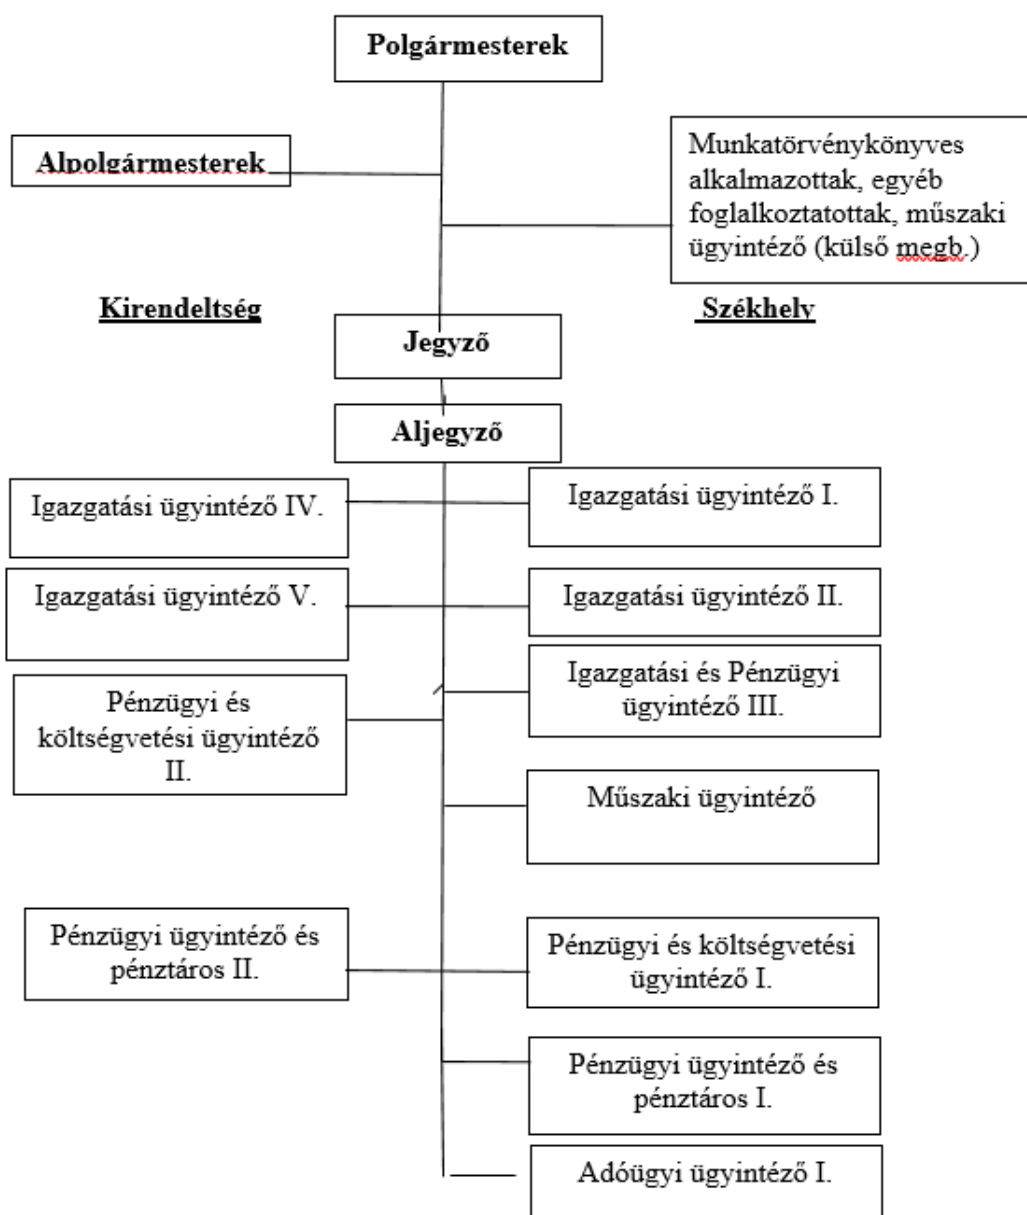 Polgármesterek
Alpolgármesterek
Munkatörvénykönyves
alkalmazottak, egyéb
foglalkoztatottak, műszaki
ügyintéző (külső megb.)
Kirendeltség
Székhely
Jegyző
Aljegyző
Igazgatási ügyintéző IV.
Igazgatási ügyintéző I.
Igazgatási ügyintéző V.
Igazgatási ügyintéző II.
Igazgatási és Pénzügyi
ügyintéző III.
Pénzügyi és
költségvetési ügyintéző
II.
Műszaki ügyintéző
Pénzügyi ügyintéző és
pénztáros II.
Pénzügyi és költségvetési
ügyintéző I.
Pénzügyi ügyintéző és
pénztáros I.
Adóügyi ügyintéző I.